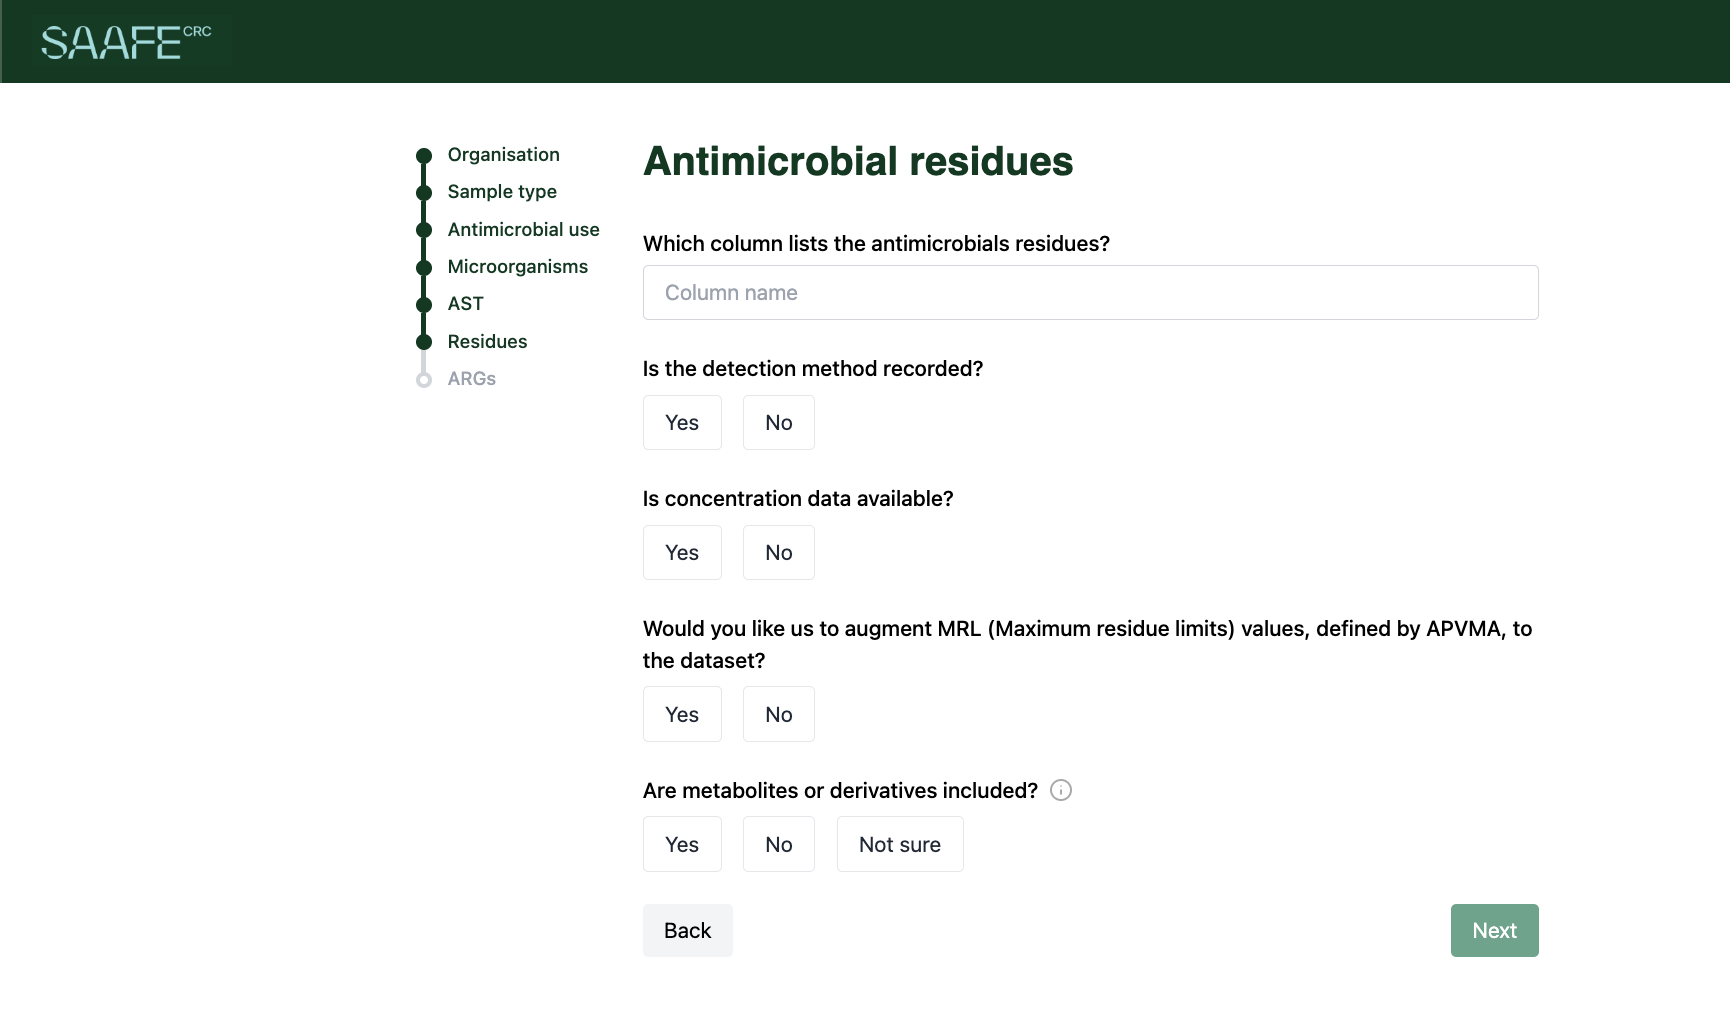 SAAFE CRC
Organisation
Sample type
Antimicrobial use
Microorganisms
AST
Residues
ARGs
Antimicrobial residues
Which column lists the antimicrobials residues?
Column name
Is the detection method recorded?
Yes No
Is concentration data available?
Yes No
Would you like us to augment MRL (Maximum residue limits) values, defined by APVMA, to
the dataset?
Yes No
Are metabolites or derivatives included?
Yes No Not sure
Back Next